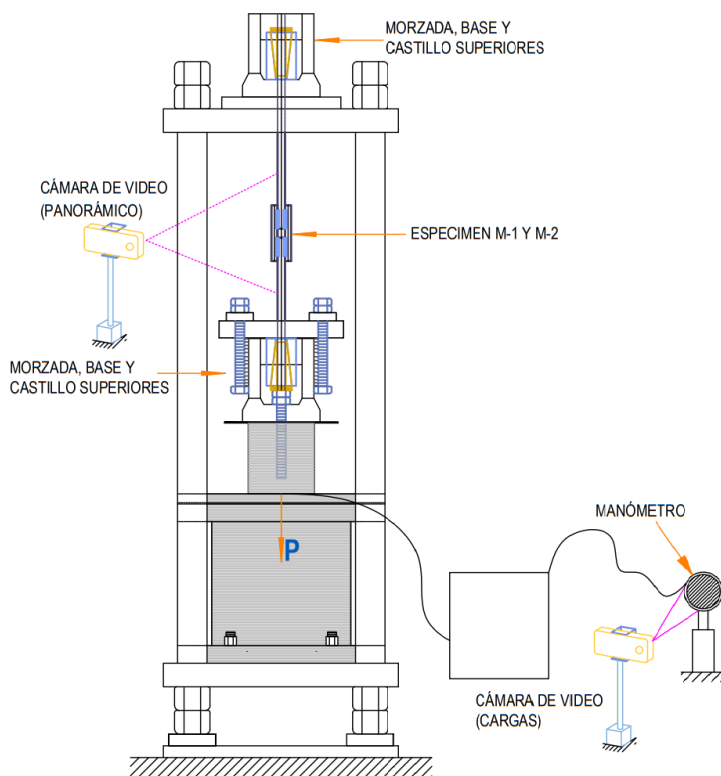 MORZADA, BASE Y
CASTILLO SUPERIORES
CÁMARA DE VIDEO
(PANORÁMICO)
ESPECIMEN M-1 Y M-2
MORZADA, BASE Y
CASTILLO SUPERIORES
MANÓMETRO
P
CÁMARA DE VIDEO
(CARGAS)